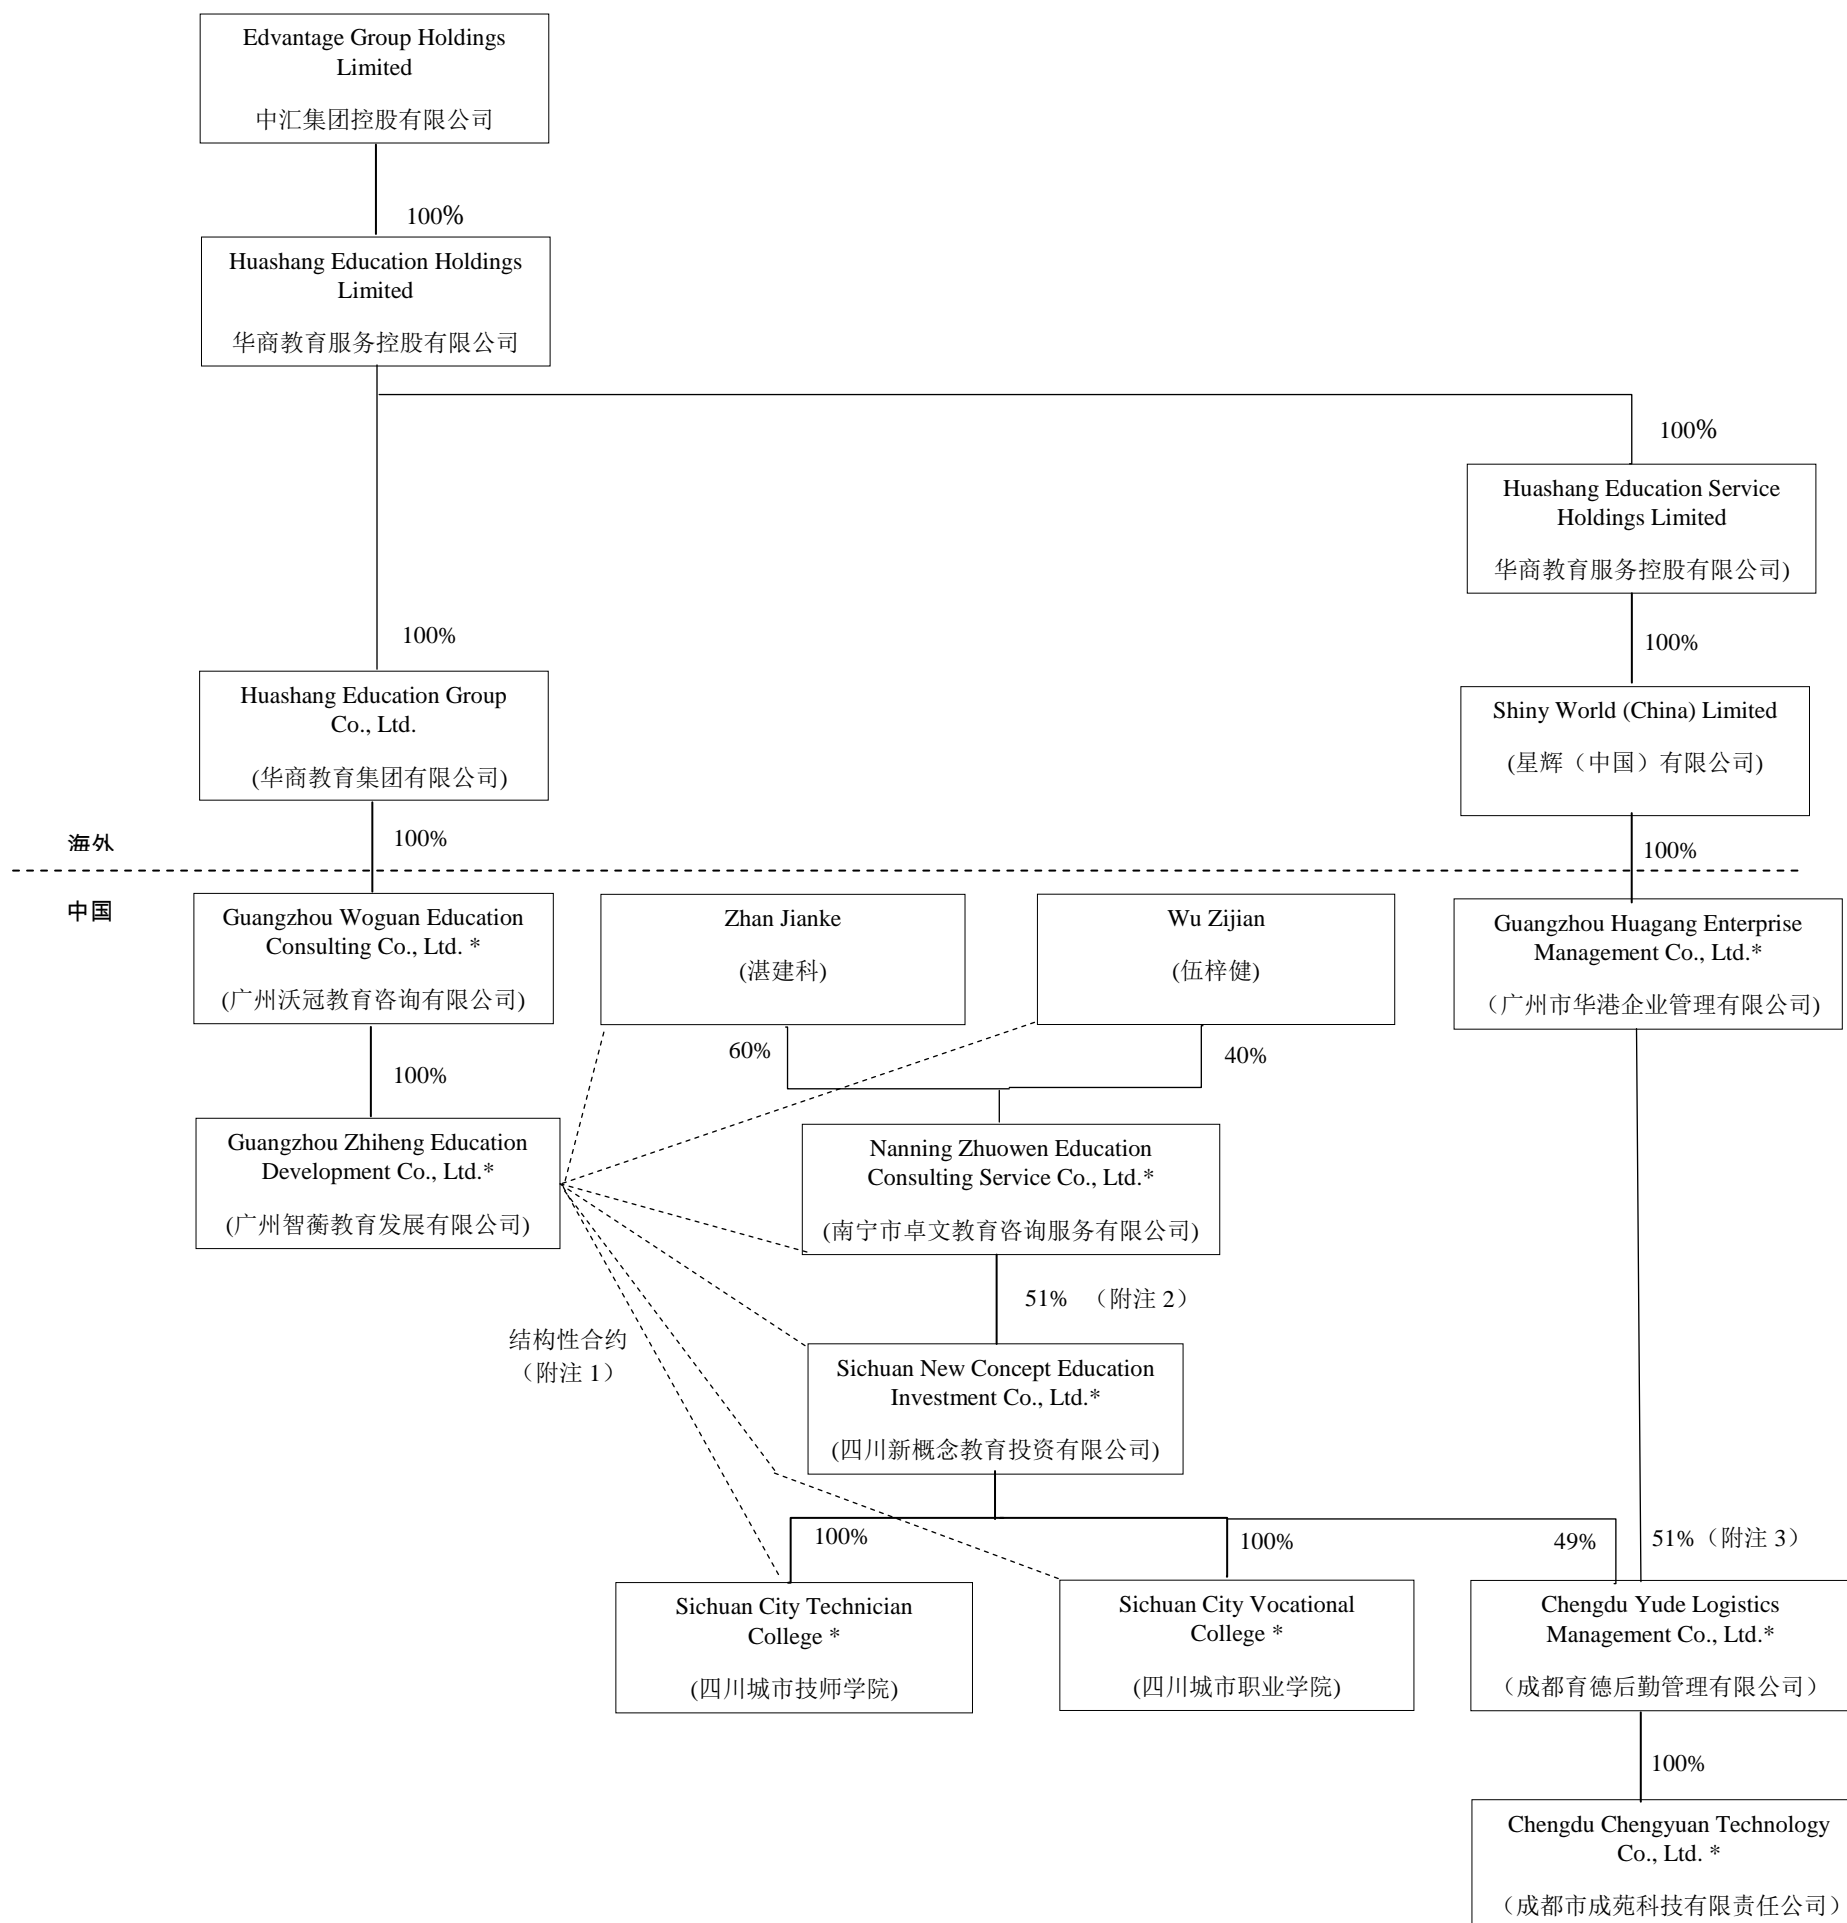 Edvantage Group Holdings
Limited
中汇集团控股有限公司
100%
Huashang Education Holdings
Limited
华商教育服务控股有限公司
100%
Huashang Education Service
Holdings Limited
华商教育服务控股有限公司)
100%
100%
Huashang Education Group
Co., Ltd.
(华商教育集团有限公司)
Shiny World (China) Limited
(星辉（中国）有限公司)
海外
100%
100%
中国
Guangzhou Woguan Education
Consulting Co., Ltd. *
(广州沃冠教育咨询有限公司)
Zhan Jianke
(湛建科)
Wu Zijian
(伍梓健)
Guangzhou Huagang Enterprise
Management Co., Ltd.*
（广州市华港企业管理有限公司)
60%
40%
100%
Guangzhou Zhiheng Education
Development Co., Ltd.*
(广州智蘅教育发展有限公司)
Nanning Zhuowen Education
Consulting Service Co., Ltd.*
(南宁市卓文教育咨询服务有限公司)
51% （附注 2）
结构性合约
（附注 1）
Sichuan New Concept Education
Investment Co., Ltd.*
(四川新概念教育投资有限公司)
100%
100%
49%
51%（附注 3）
Sichuan City Technician
College *
(四川城市技师学院)
Sichuan City Vocational
College *
(四川城市职业学院)
Chengdu Yude Logistics
Management Co., Ltd.*
（成都育德后勤管理有限公司）
100%
Chengdu Chengyuan Technology
Co., Ltd. *
（成都市成苑科技有限责任公司）